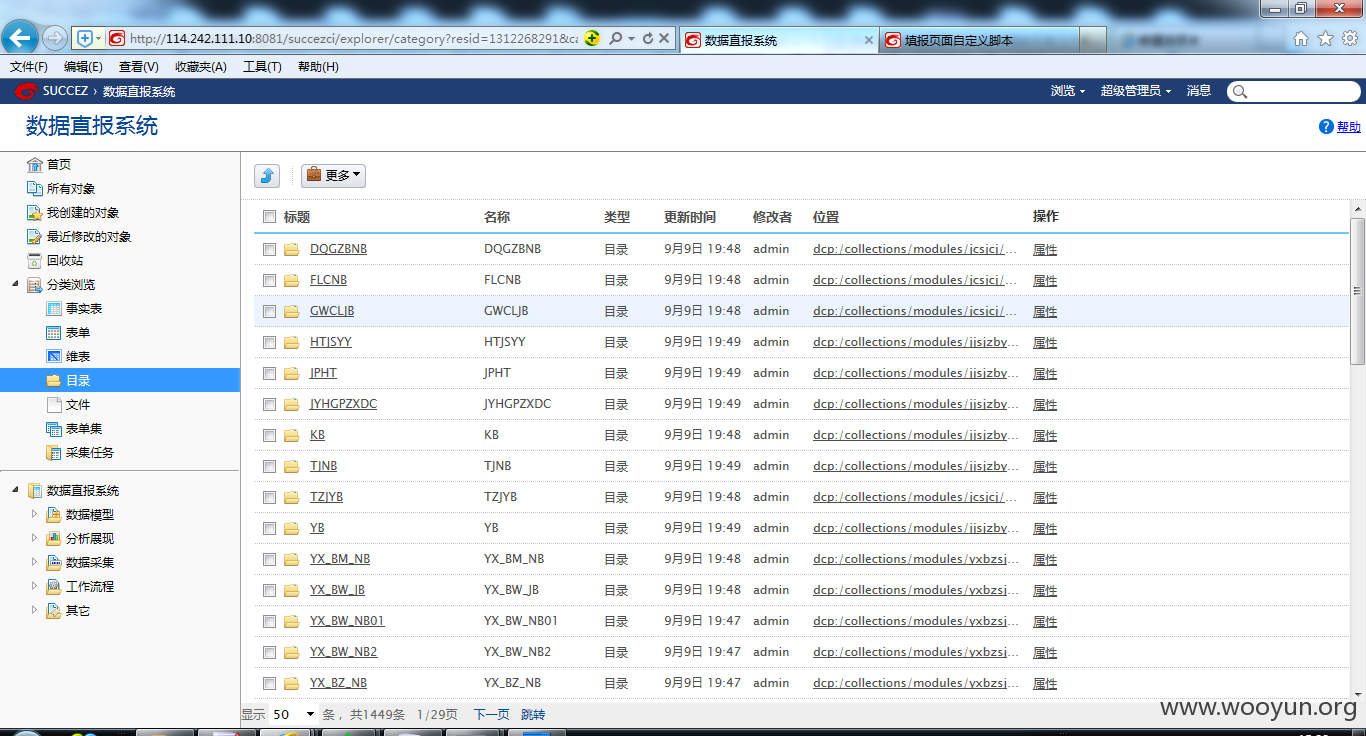 http://114.242.111.10:8081/succezci/explorer/category?resid=1312268291&ca
数据直报系统
填报页面自定义脚本
文件(F) 编辑(E) 查看(V) 收藏夹(A) 工具(T) 帮助(H)
SUCCEZ › 数据直报系统 浏览 超级管理员 消息
数据直报系统
帮助
首页
所有对象
我创建的对象
最近修改的对象
回收站
分类浏览
事实表
表单
维表
目录
文件
表单集
采集任务
数据直报系统
数据模型
分析展现
数据采集
工作流程
其它
更多
标题 名称 类型 更新时间 修改者 位置 操作
DQGZBNB DQGZBNB 目录 9月9日 19:48 admin dcp:/collections/modules/jcsjcj/... 属性
FLCNB FLCNB 目录 9月9日 19:48 admin dcp:/collections/modules/jcsjcj/... 属性
GWCLJB GWCLJB 目录 9月9日 19:48 admin dcp:/collections/modules/jcsjcj/... 属性
HTJSYY HTJSYY 目录 9月9日 19:49 admin dcp:/collections/modules/jjsjzby... 属性
JPHT JPHT 目录 9月9日 19:49 admin dcp:/collections/modules/jjsjzby... 属性
JYHGPZXDC JYHGPZXDC 目录 9月9日 19:49 admin dcp:/collections/modules/jjsjzby... 属性
KB KB 目录 9月9日 19:48 admin dcp:/collections/modules/jjsjzby... 属性
TJNB TJNB 目录 9月9日 19:49 admin dcp:/collections/modules/jjsjzby... 属性
TZJYB TZJYB 目录 9月9日 19:48 admin dcp:/collections/modules/jcsjcj/... 属性
YB YB 目录 9月9日 19:49 admin dcp:/collections/modules/jjsjzby... 属性
YX_BM_NB YX_BM_NB 目录 9月9日 19:48 admin dcp:/collections/modules/yxbzsj... 属性
YX_BW_JB YX_BW_JB 目录 9月9日 19:48 admin dcp:/collections/modules/yxbzsj... 属性
YX_BW_NB01 YX_BW_NB01 目录 9月9日 19:47 admin dcp:/collections/modules/yxbzsj... 属性
YX_BW_NB2 YX_BW_NB2 目录 9月9日 19:47 admin dcp:/collections/modules/yxbzsj... 属性
YX_BZ_NB YX_BZ_NB 目录 9月9日 19:47 admin dcp:/collections/modules/yxbzsj... 属性
显示 50 条，共1449条 1/29页 下一页 跳转
www.wooyun.org